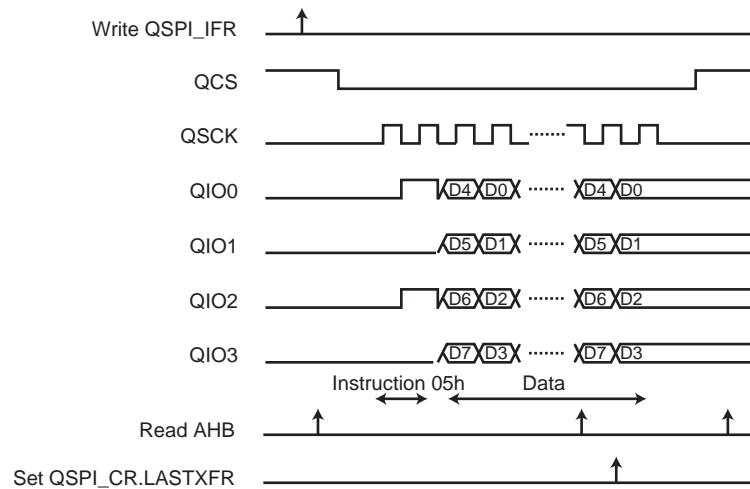 Write QSPI_IFR
QCS
QSCK
QIO0 D4 D0 D4 D0
QIO1 D5 D1 D5 D1
QIO2 D6 D2 D6 D2
QIO3 D7 D3 D7 D3
Instruction 05h Data
Read AHB
Set QSPI_CR.LASTXFR